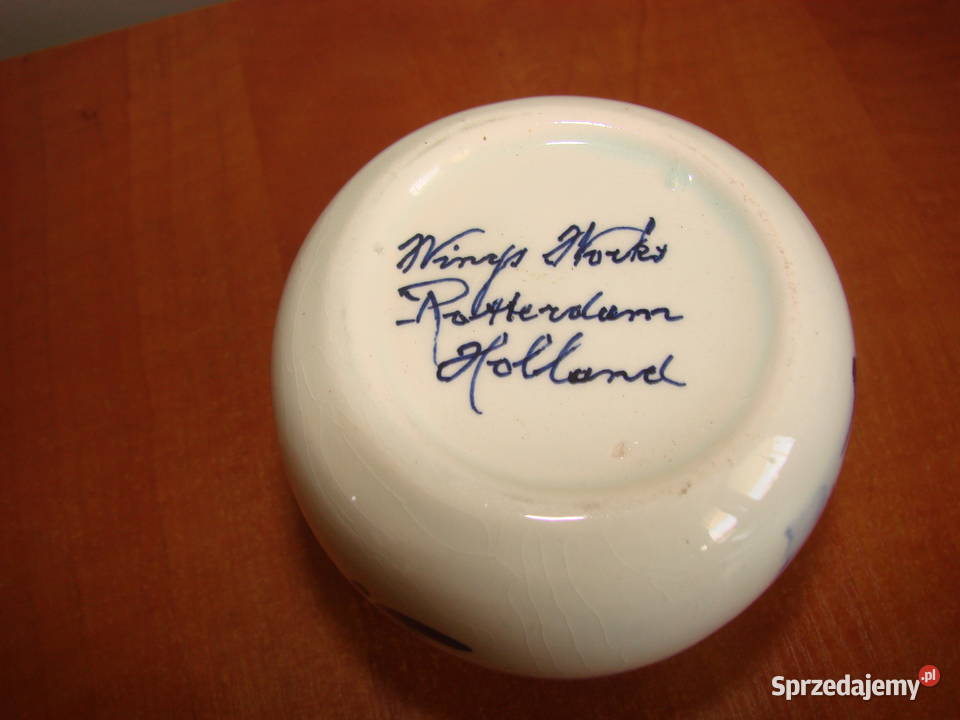 Wings Works
Rotterdam
Holland
Sprzedajemy.pl